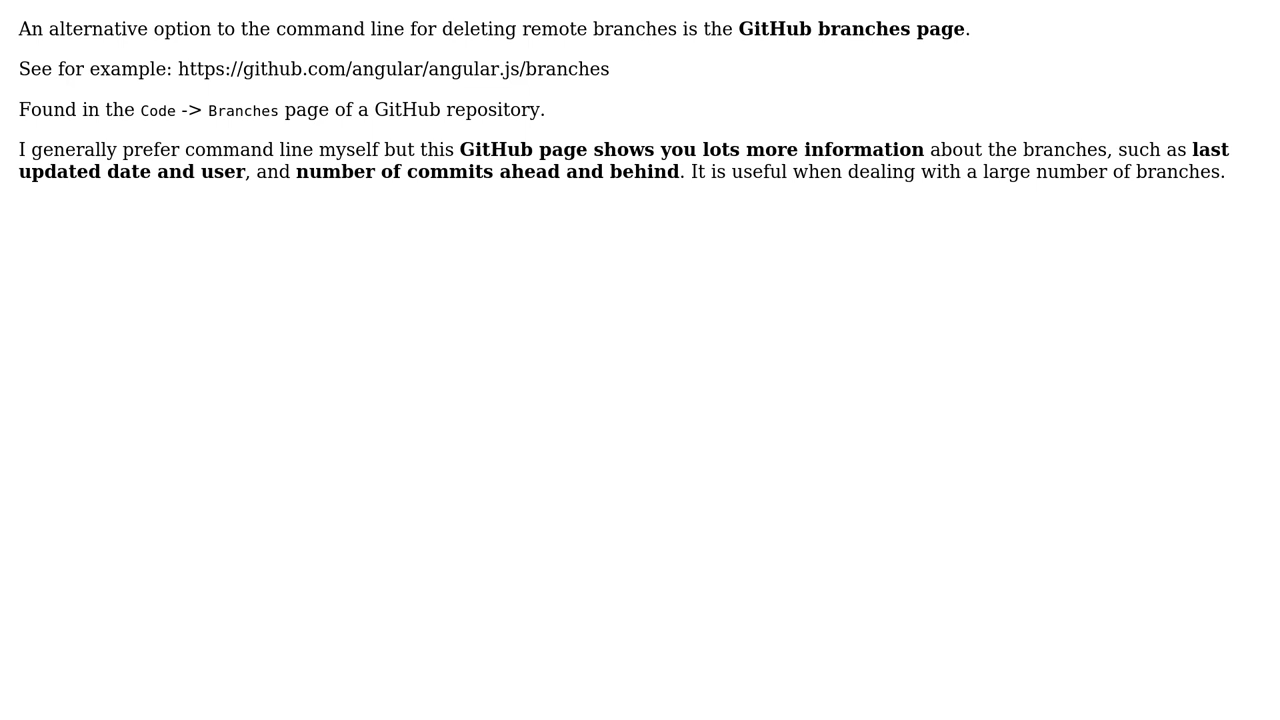 An alternative option to the command line for deleting remote branches is the GitHub branches page.
See for example: https://github.com/angular/angular.js/branches
Found in the Code -> Branches page of a GitHub repository.
I generally prefer command line myself but this GitHub page shows you lots more information about the branches, such as last
updated date and user, and number of commits ahead and behind. It is useful when dealing with a large number of branches.